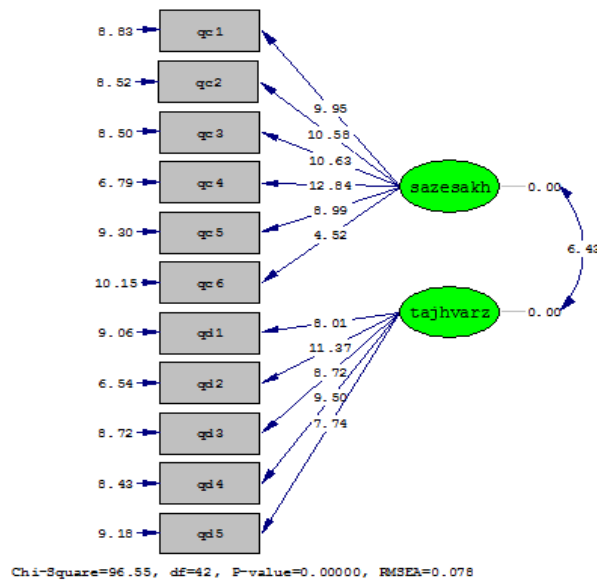 8.83 qc1
9.95
8.52 qc2
10.58
8.50 qc3
10.63
6.79 qc4
12.84 sazesakh 0.00
9.30 qc5
8.99
4.52
6.43
10.15 qc6
9.06 qd1
8.01 tajhvarz 0.00
11.37
6.54 qd2
8.72
9.50
7.74
8.72 qd3
8.43 qd4
9.18 qd5
Chi-Square=96.55, df=42, P-value=0.00000, RMSEA=0.078